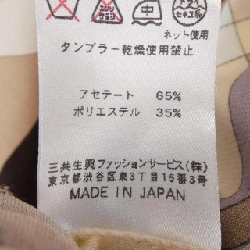 ネット使用
タンブラー乾燥使用禁止
アセテート 65%
ポリエステル 35%
三共生興ファッションサービス(株)
東京都渋谷区東3丁目16番3号
MADE IN JAPAN